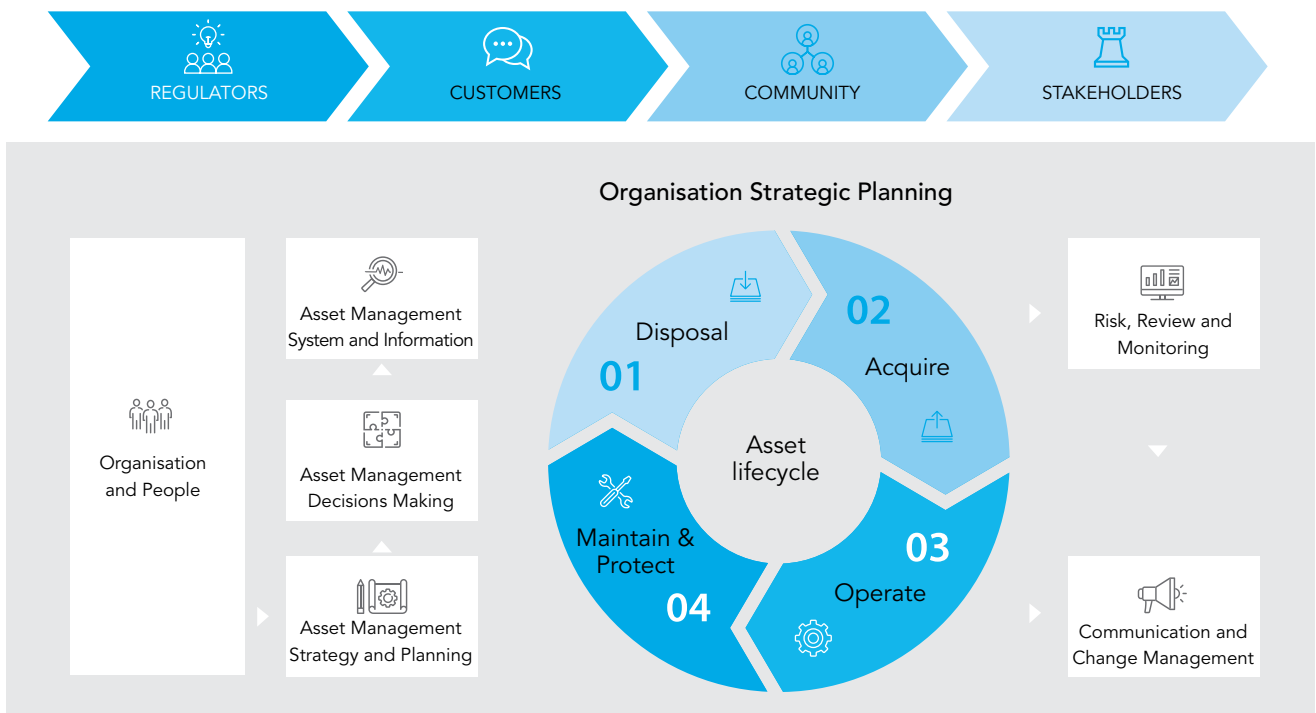 REGULATORS
CUSTOMERS
COMMUNITY
STAKEHOLDERS
Organisation Strategic Planning
Organisation
and People
Asset Management
System and Information
Asset Management
Decisions Making
Asset Management
Strategy and Planning
Disposal
01
02
Acquire
Asset
lifecycle
03
Operate
Maintain &
Protect
04
Risk, Review and
Monitoring
Communication and
Change Management